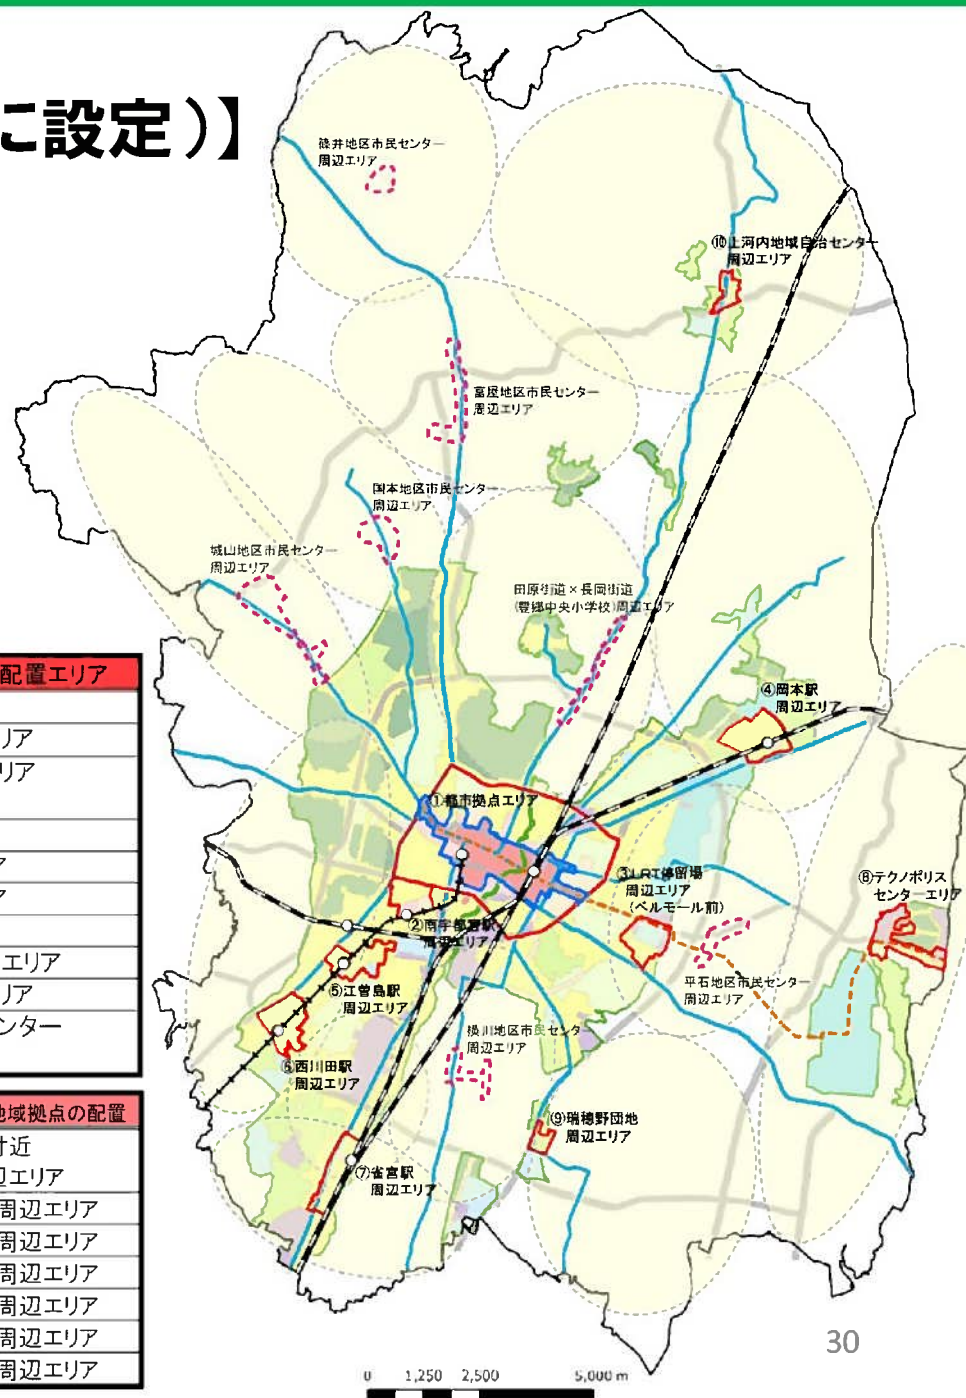 に設定）】
篠井地区市民センター
周辺エリア
⑩上河内地域自治センター
周辺エリア
富屋地区市民センター
周辺エリア
国本地区市民センター
周辺エリア
城山地区市民センター
周辺エリア
田原街道×長岡街道
(豊郷中央小学校)周辺エリア
④岡本駅
周辺エリア
①都市拠点エリア
③LRT停留場
周辺エリア
(ベルモール前)
⑧テクノポリス
センターエリア
②南宇都宮駅
周辺エリア
平石地区市民センター
周辺エリア
⑤江曽島駅
周辺エリア
横川地区市民センター
周辺エリア
⑥西川田駅
周辺エリア
⑨瑞穂野団地
周辺エリア
⑦雀宮駅
周辺エリア
配置エリア
リア
リア
ア
ア
エリア
リア
ンター
地域拠点の配置
付近
辺エリア
周辺エリア
周辺エリア
周辺エリア
周辺エリア
周辺エリア
周辺エリア
30
0 1,250 2,500 5,000 m